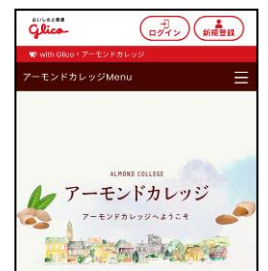 おいしさと健康
Glico
ログイン
新規登録
with Glico > アーモンドカレッジ
アーモンドカレッジMenu
ALMOND COLLEGE
アーモンドカレッジ
アーモンドカレッジへようこそ